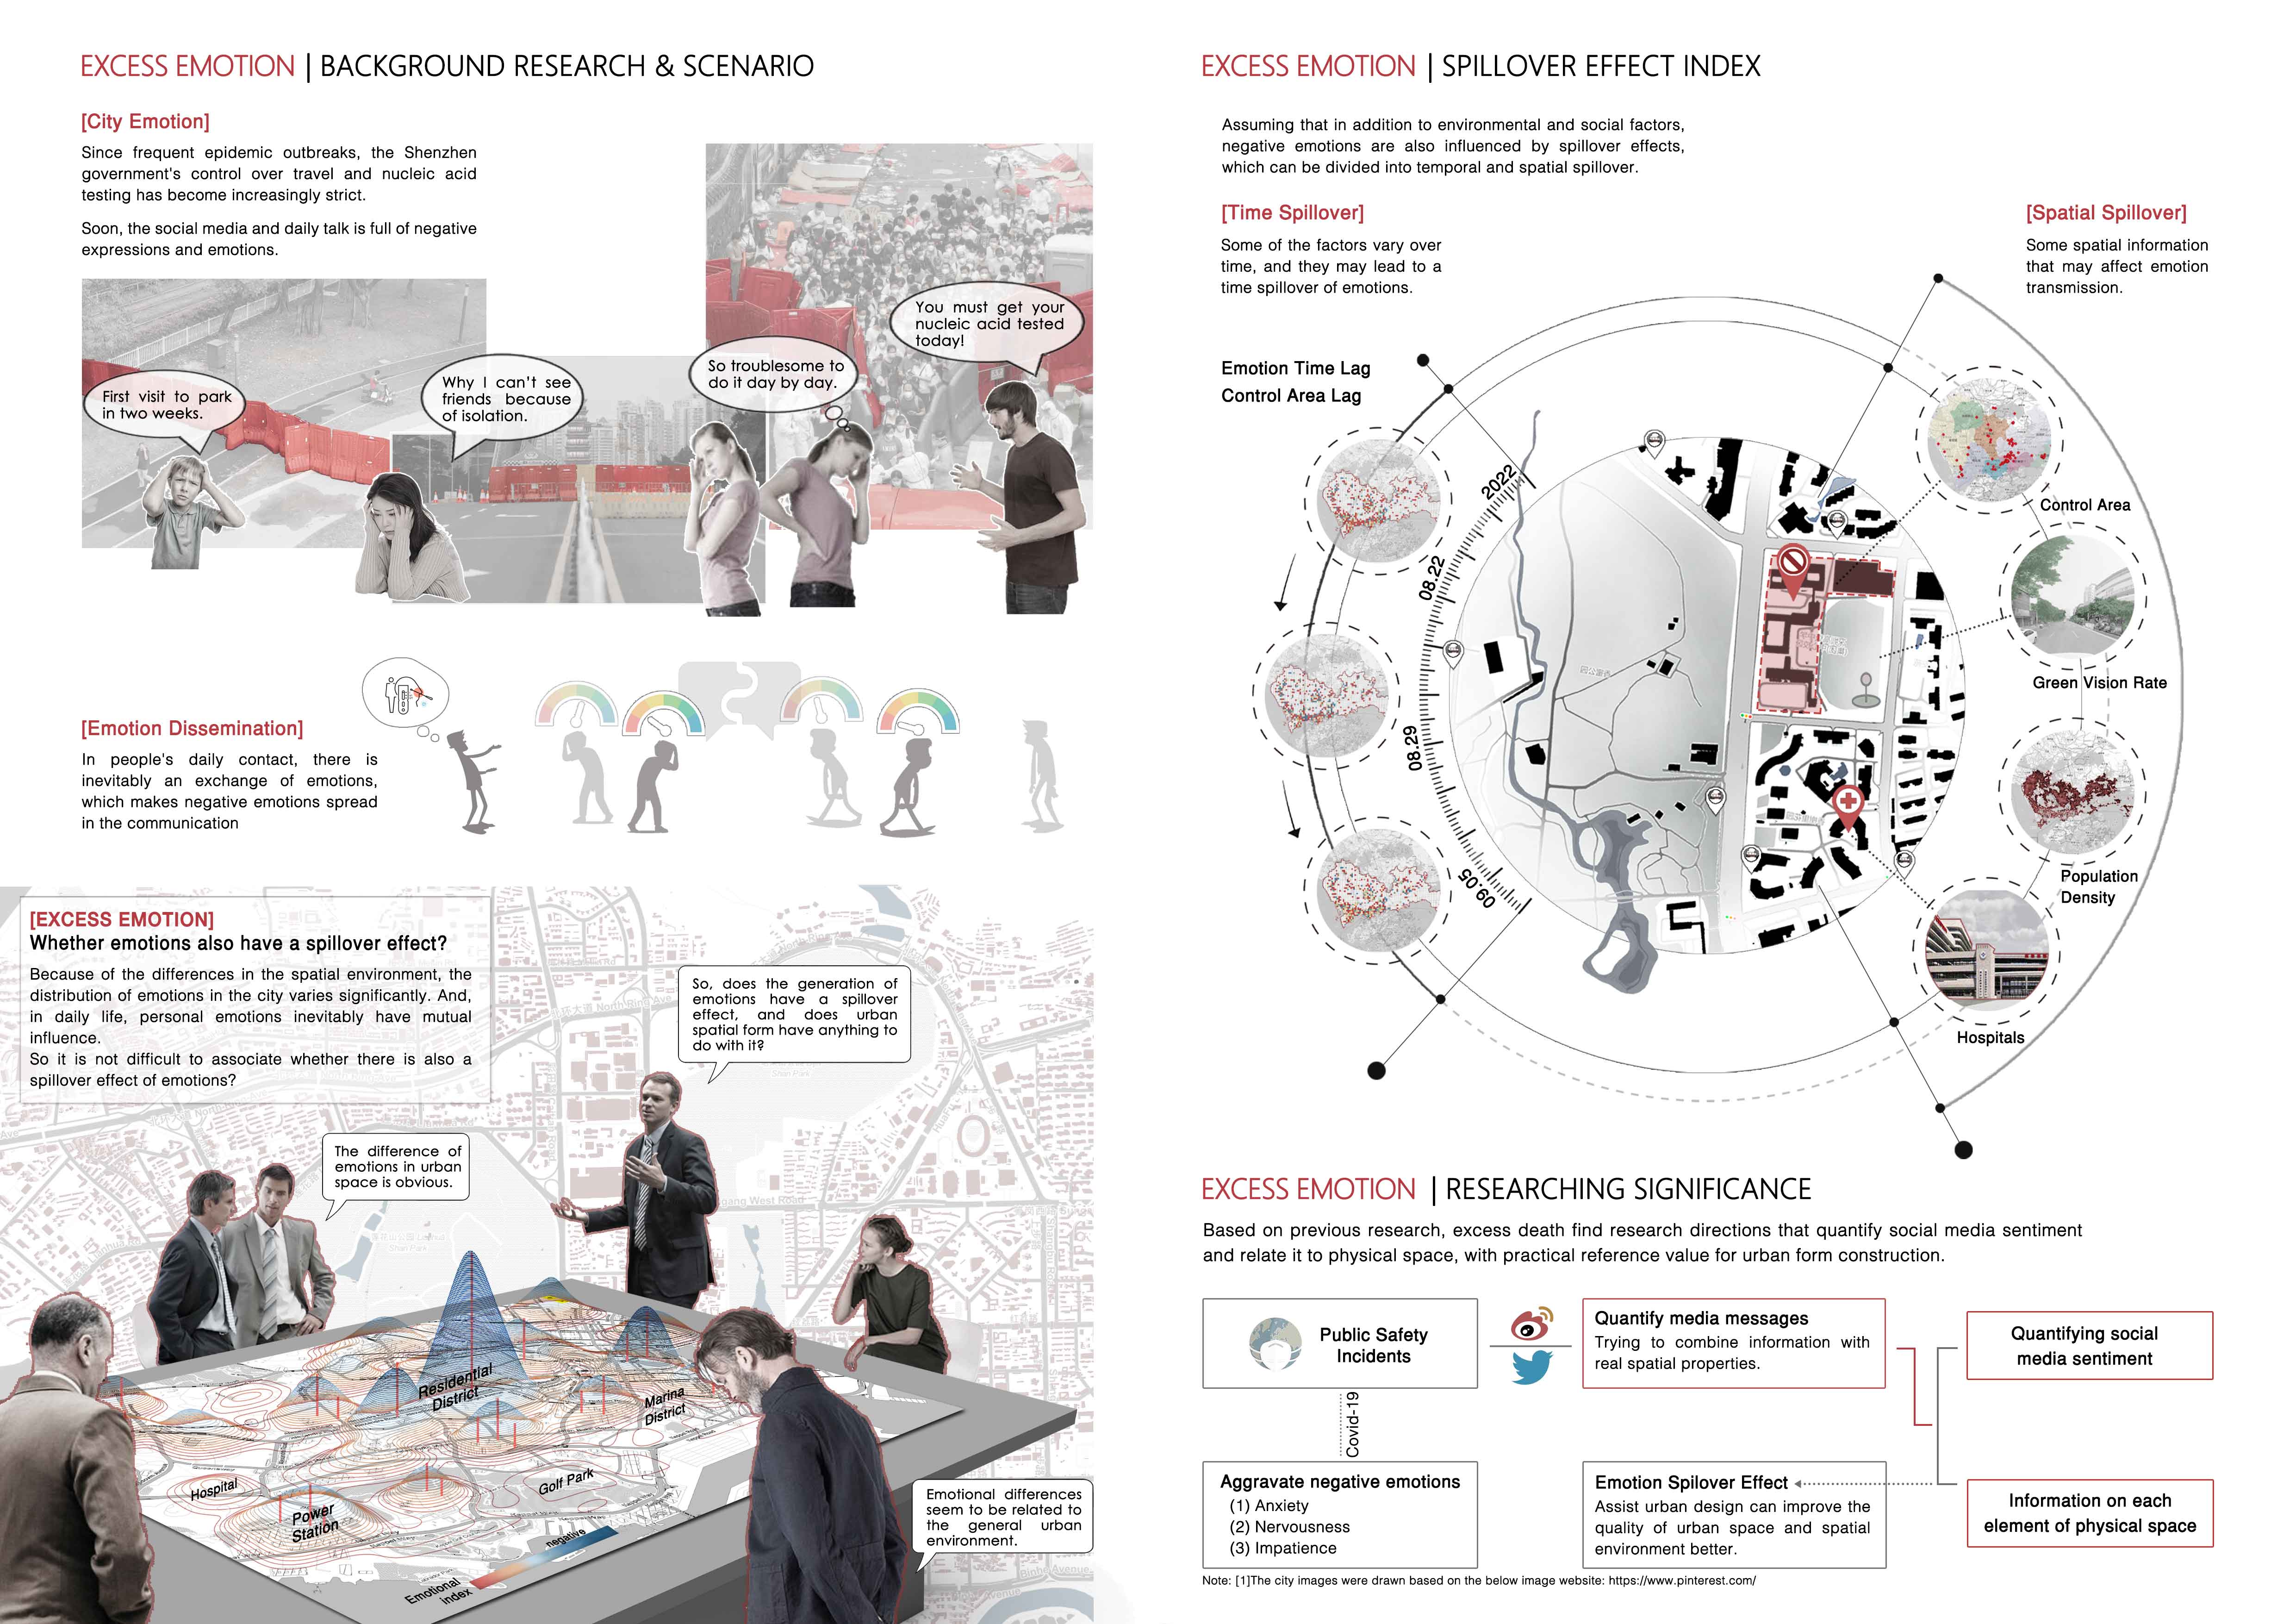 EXCESS EMOTION | BACKGROUND RESEARCH & SCENARIO
[City Emotion]
Since frequent epidemic outbreaks, the Shenzhen
government's control over travel and nucleic acid
testing has become increasingly strict.
Soon, the social media and daily talk is full of negative
expressions and emotions.
First visit to park
in two weeks.
Why I can't see
friends because
of isolation.
So troublesome to
do it day by day.
You must get your
nucleic acid tested
today!
[Emotion Dissemination]
In people's daily contact, there is
inevitably an exchange of emotions,
which makes negative emotions spread
in the communication
[EXCESS EMOTION]
Whether emotions also have a spillover effect?
Because of the differences in the spatial environment, the
distribution of emotions in the city varies significantly. And,
in daily life, personal emotions inevitably have mutual
influence.
So it is not difficult to associate whether there is also a
spillover effect of emotions?
So, does the generation of
emotions have a spillover
effect, and does urban
spatial form have anything to
do with it?
The difference of
emotions in urban
space is obvious.
Emotional differences
seem to be related to
the general urban
environment.
Residential
District
Marina
District
Hospital
Power
Station
Golf Park
negative
Emotional
index
EXCESS EMOTION | SPILLOVER EFFECT INDEX
Assuming that in addition to environmental and social factors,
negative emotions are also influenced by spillover effects,
which can be divided into temporal and spatial spillover.
[Time Spillover]
Some of the factors vary over
time, and they may lead to a
time spillover of emotions.
[Spatial Spillover]
Some spatial information
that may affect emotion
transmission.
Emotion Time Lag
Control Area Lag
2022
08.22
08.29
09.05
Control Area
Green Vision Rate
Population
Density
Hospitals
EXCESS EMOTION | RESEARCHING SIGNIFICANCE
Based on previous research, excess death find research directions that quantify social media sentiment
and relate it to physical space, with practical reference value for urban form construction.
Public Safety
Incidents
Covid-19
Aggravate negative emotions
(1) Anxiety
(2) Nervousness
(3) Impatience
Quantify media messages
Trying to combine information with
real spatial properties.
Emotion Spilover Effect
Assist urban design can improve the
quality of urban space and spatial
environment better.
Quantifying social
media sentiment
Information on each
element of physical space
Note: [1]The city images were drawn based on the below image website: https://www.pinterest.com/